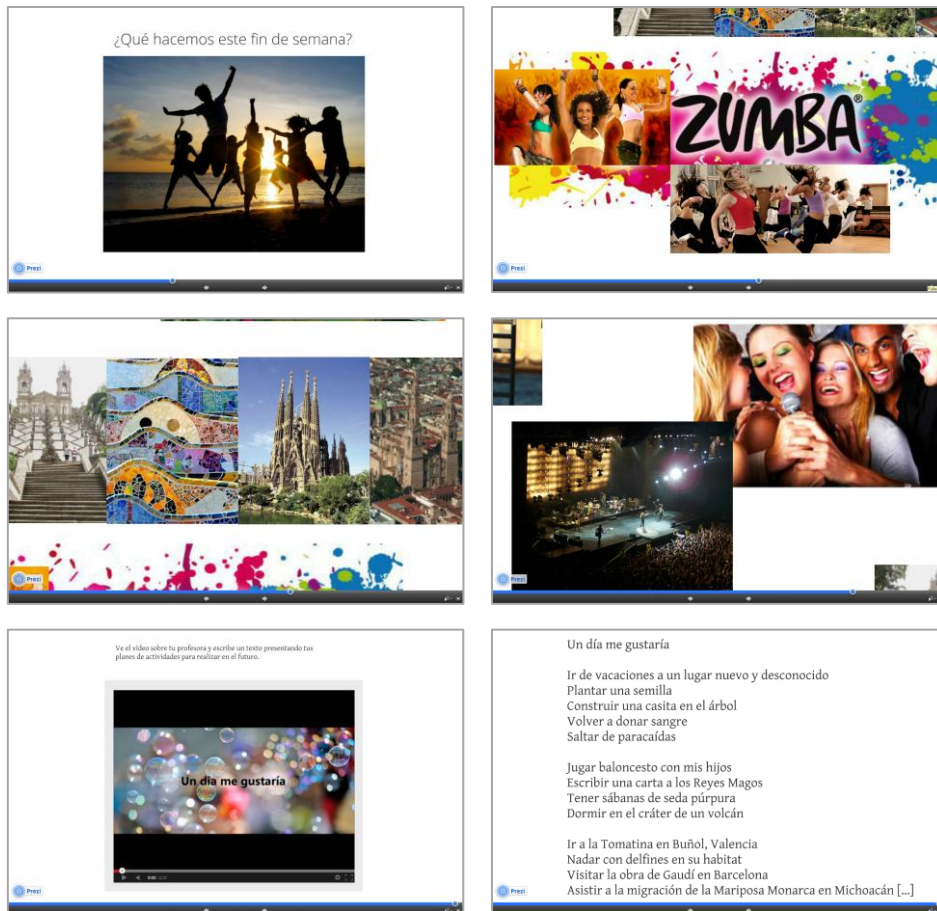 ¿Qué hacemos este fin de semana?
Prezi
ZUMBA®
Prezi
Prezi
Prezi
Ve el vídeo sobre tu profesora y escribe un texto presentando tus
planes de actividades para realizar en el futuro.
Un día me gustaría
Prezi
Un día me gustaría
Ir de vacaciones a un lugar nuevo y desconocido
Plantar una semilla
Construir una casita en el árbol
Volver a donar sangre
Saltar de paracaídas
Jugar baloncesto con mis hijos
Escribir una carta a los Reyes Magos
Tener sábanas de seda púrpura
Dormir en el cráter de un volcán
Ir a la Tomatina en Buñol, Valencia
Nadar con delfines en su habitat
Visitar la obra de Gaudí en Barcelona
Asistir a la migración de la Mariposa Monarca en Michoacán [...]
Prezi